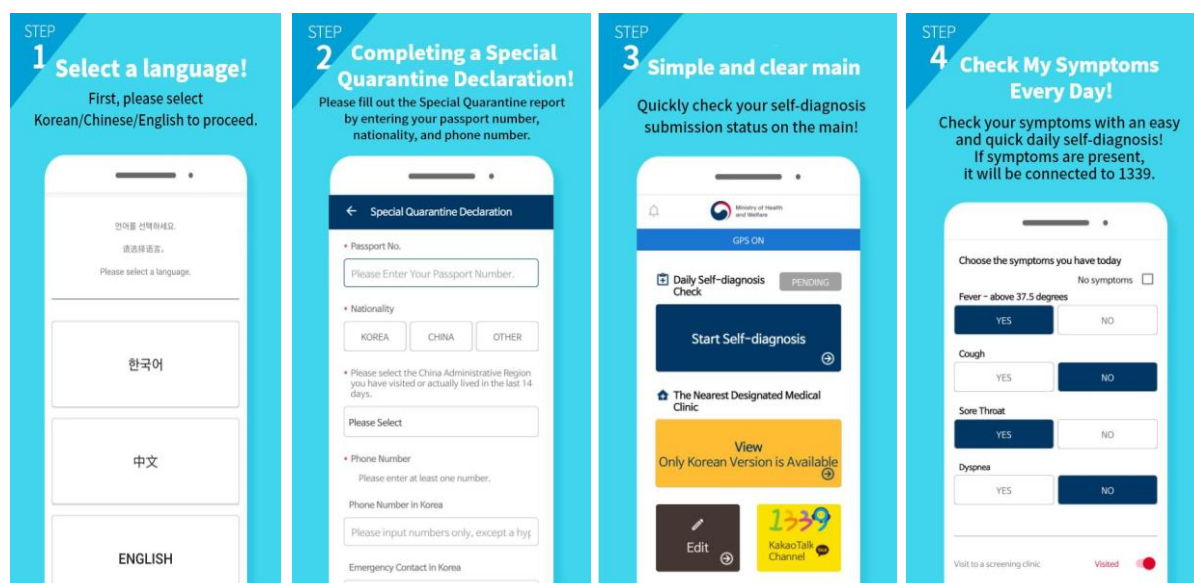 STEP
1 Select a language!
First, please select
Korean/Chinese/English to proceed.
언어를 선택하세요.
请选择语言。
Please select a language.
한국어
中文
ENGLISH
STEP
2 Completing a Special
Quarantine Declaration!
Please fill out the Special Quarantine report
by entering your passport number,
nationality, and phone number.
← Special Quarantine Declaration
• Passport No.
Please Enter Your Passport Number.
• Nationality
KOREA CHINA OTHER
• Please select the China Administrative Region
you have visited or actually lived in the last 14
days.
Please Select
• Phone Number
Please enter at least one number.
Phone Number in Korea
Please input numbers only, except a hyp
Emergency Contact in Korea
STEP
3 Simple and clear main
Quickly check your self-diagnosis
submission status on the main!
Ministry of Health
and Welfare
GPS ON
Daily Self-diagnosis
Check
PENDING
Start Self-diagnosis
The Nearest Designated Medical
Clinic
View
Only Korean Version is Available
Edit
1339
KakaoTalk
Channel
STEP
4 Check My Symptoms
Every Day!
Check your symptoms with an easy
and quick daily self-diagnosis!
If symptoms are present,
it will be connected to 1339.
Choose the symptoms you have today
No symptoms
Fever - above 37.5 degrees
YES NO
Cough
YES NO
Sore Throat
YES NO
Dyspnea
YES NO
Visit to a screening clinic Visited